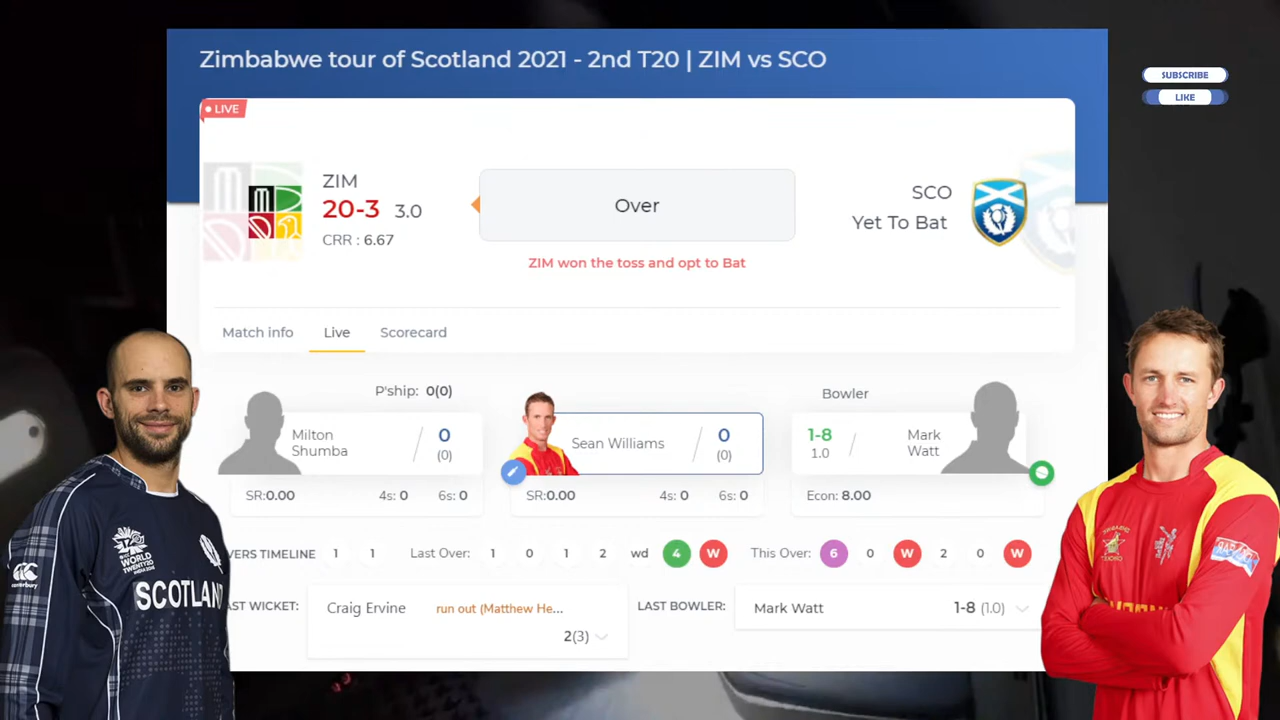 Zimbabwe tour of Scotland 2021 - 2nd T20 | ZIM vs SCO
SUBSCRIBE
LIKE
LIVE
ZIM
20-3 3.0
CRR : 6.67
Over
SCO
Yet To Bat
ZIM won the toss and opt to Bat
Match info Live Scorecard
P'ship: 0(0)
Bowler
Milton
Shumba
0
(0)
Sean Williams
0
(0)
1-8
1.0
Mark
Watt
SR:0.00 4s: 0 6s: 0
SR:0.00 4s: 0 6s: 0
Econ: 8.00
VERS TIMELINE 1 1 Last Over: 1 0 1 2 wd 4 W This Over: 6 0 W 2 0 W
AST WICKET: Craig Ervine run out (Matthew He...
2(3)
LAST BOWLER: Mark Watt 1-8 (1.0)
WORLD
TWENTY20
canterbury
SCOTLAND